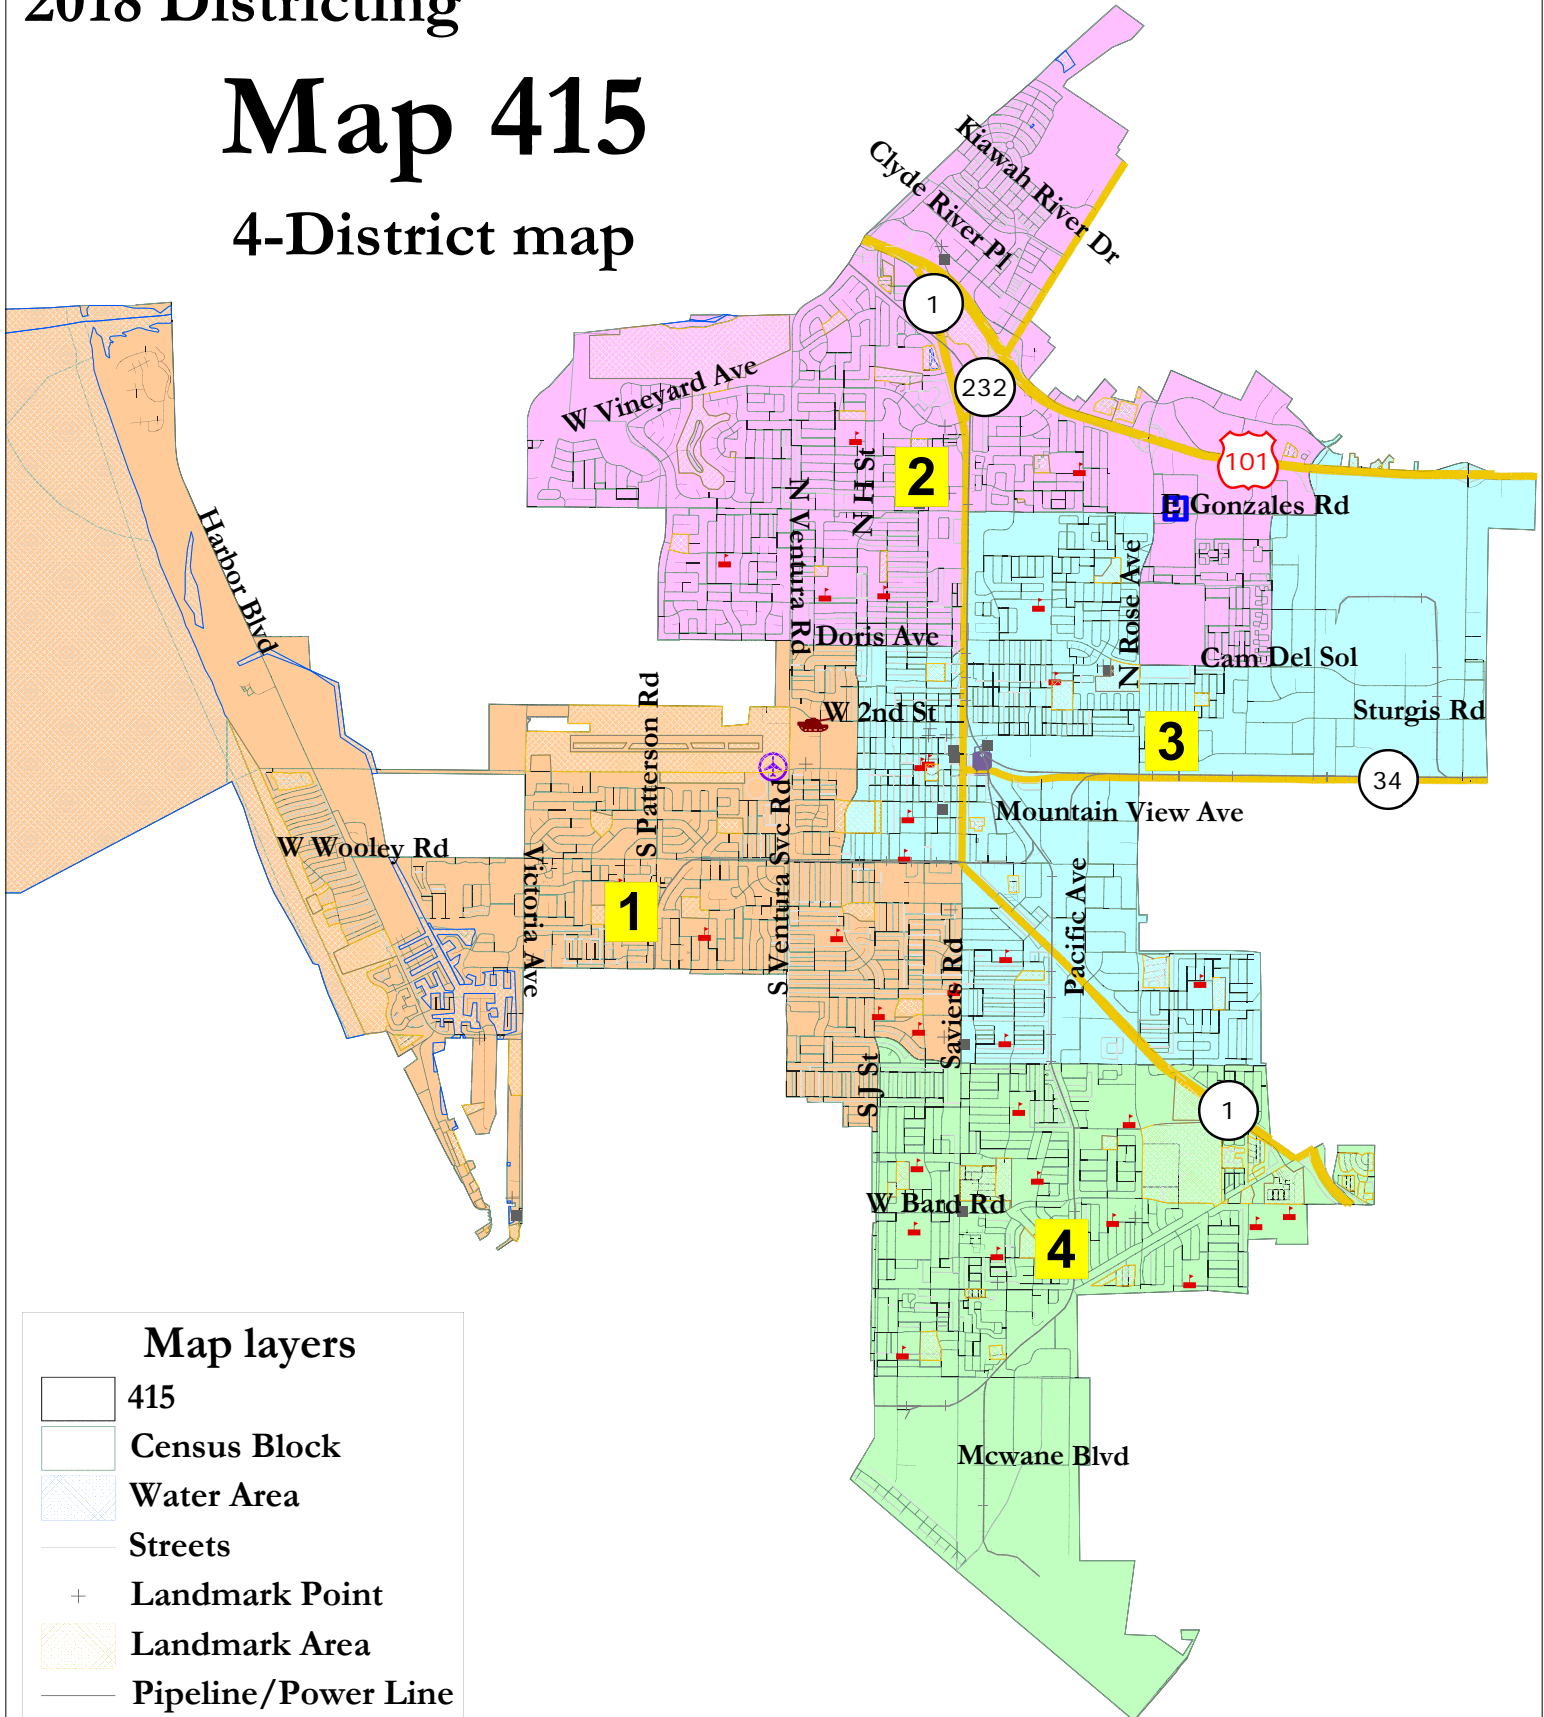 2018 Districting
Map 415
4-District map
Kiawah River Dr
Clyde River Pl
1
232
W Vineyard Ave
101
N H St
2
E Gonzales Rd
N Ventura Rd
Harbor Blvd
N Rose Ave
Doris Ave
Cam Del Sol
S Patterson Rd
W 2nd St
Sturgis Rd
3
34
Mountain View Ave
S Ventura Svc Rd
W Wooley Rd
Victoria Ave
1
Pacific Ave
Saviers Rd
S J St
1
W Bard Rd
4
Mcwane Blvd
Map layers
415
Census Block
Water Area
Streets
Landmark Point
Landmark Area
Pipeline/Power Line